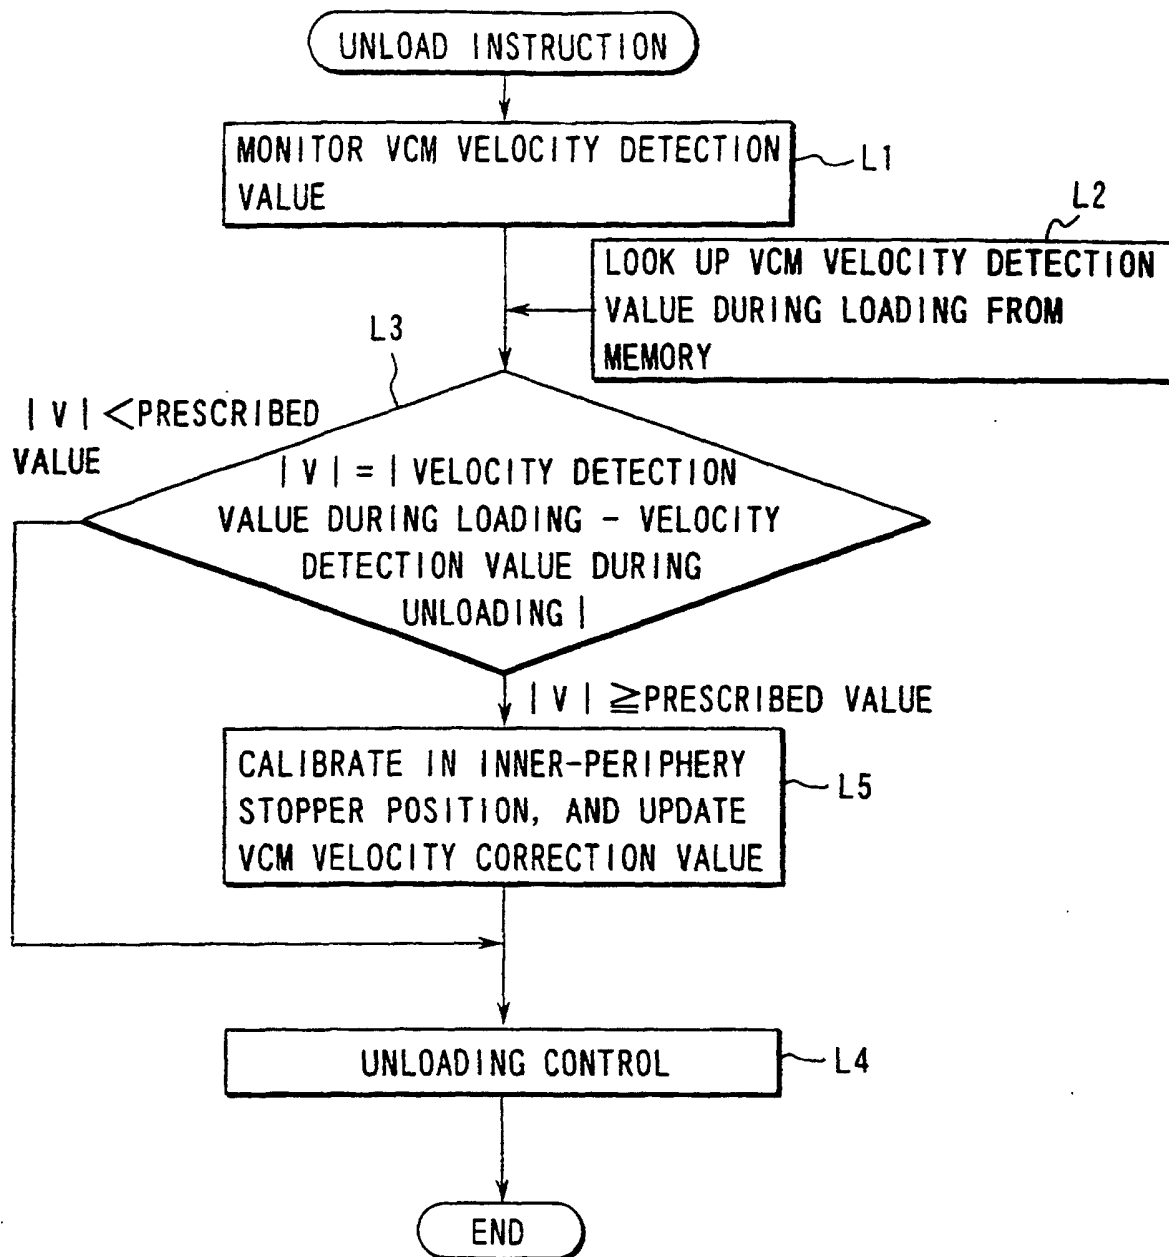 UNLOAD INSTRUCTION
MONITOR VCM VELOCITY DETECTION
VALUE
L1
L2
LOOK UP VCM VELOCITY DETECTION
VALUE DURING LOADING FROM
MEMORY
L3
|V| <PRESCRIBED
VALUE
|V| = | VELOCITY DETECTION
VALUE DURING LOADING - VELOCITY
DETECTION VALUE DURING
UNLOADING |
|V| ≧PRESCRIBED VALUE
CALIBRATE IN INNER-PERIPHERY
STOPPER POSITION, AND UPDATE
VCM VELOCITY CORRECTION VALUE
L5
UNLOADING CONTROL
L4
END